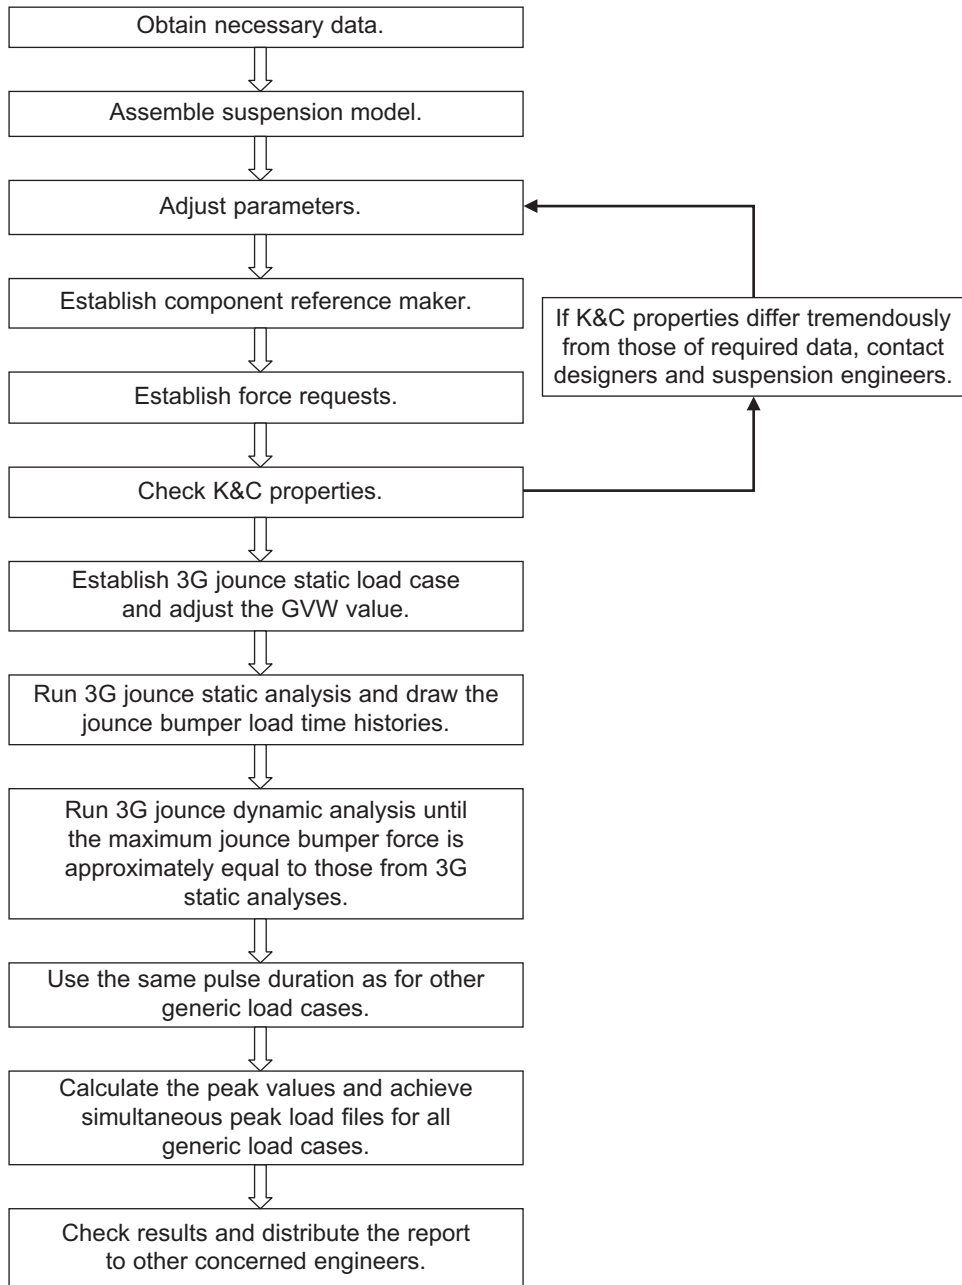 Obtain necessary data.
Assemble suspension model.
Adjust parameters.
Establish component reference maker.
If K&C properties differ tremendously
from those of required data, contact
designers and suspension engineers.
Establish force requests.
Check K&C properties.
Establish 3G jounce static load case
and adjust the GVW value.
Run 3G jounce static analysis and draw the
jounce bumper load time histories.
Run 3G jounce dynamic analysis until
the maximum jounce bumper force is
approximately equal to those from 3G
static analyses.
Use the same pulse duration as for other
generic load cases.
Calculate the peak values and achieve
simultaneous peak load files for all
generic load cases.
Check results and distribute the report
to other concerned engineers.